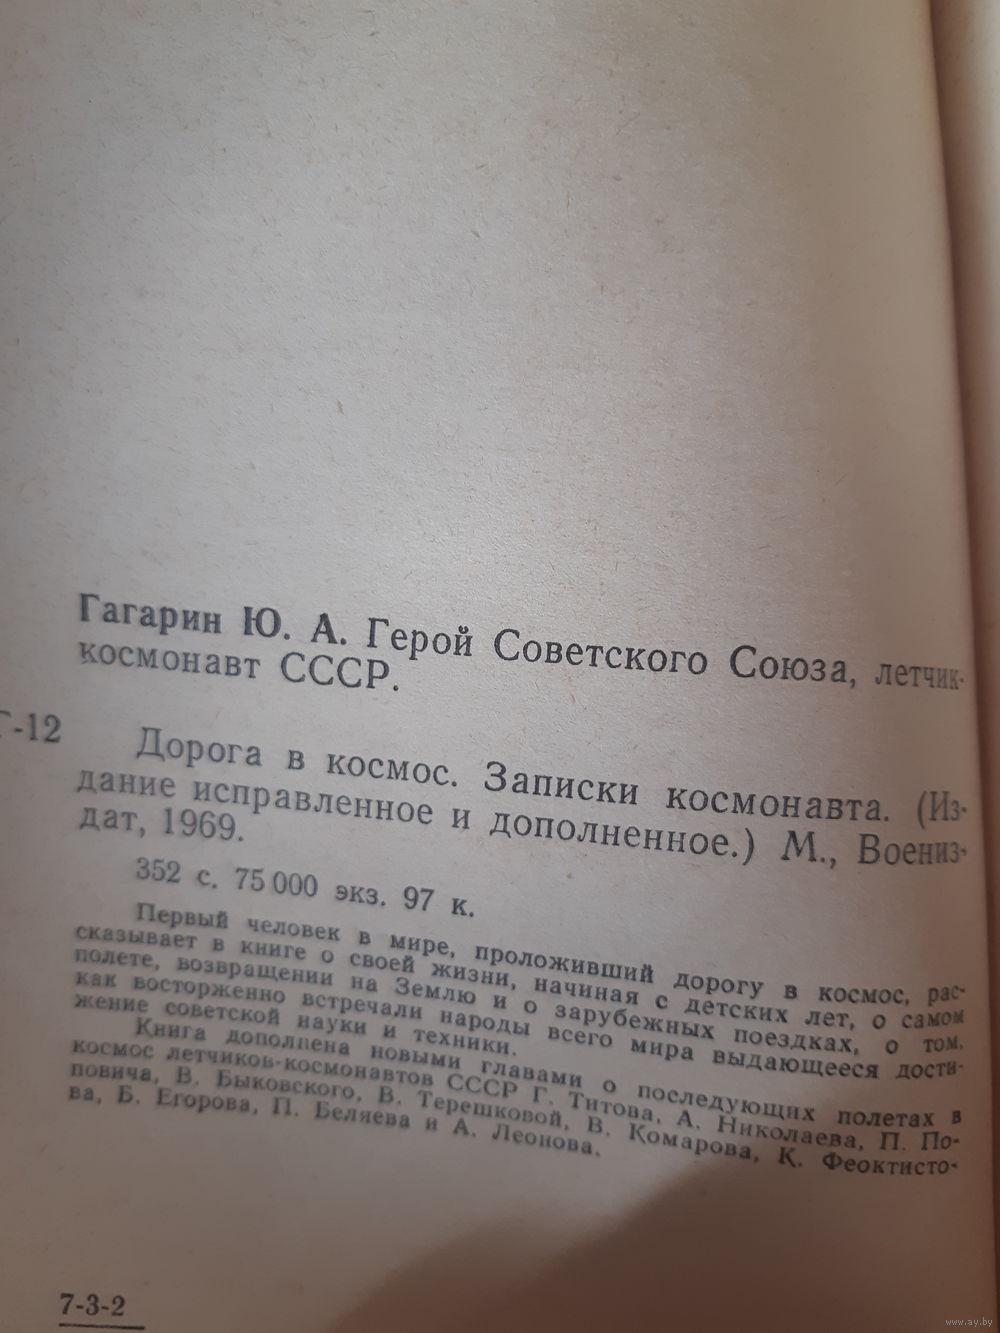 Гагарин Ю. А. Герой Советского Союза, летчик-
космонавт СССР.
Г-12
Дорога в космос. Записки космонавта. (Из-
дание исправленное и дополненное.) М., Воениз-
дат, 1969.
352 с. 75 000 экз. 97 к.
Первый человек в мире, проложивший дорогу в космос, рас-
сказывает в книге о своей жизни, начиная с детских лет, о самом
полете, возвращении на Землю и о зарубежных поездках, о том,
как восторженно встречали народы всего мира выдающееся дости-
жение советской науки и техники.
Книга дополнена новыми главами о последующих полетах в
космос летчиков-космонавтов СССР Г. Титова, А. Николаева, П. По-
повича, В. Быковского, В. Терешковой, В. Комарова, К. Феоктисто-
ва, Б. Егорова, П. Беляева и А. Леонова.
7-3-2
www.ay.by